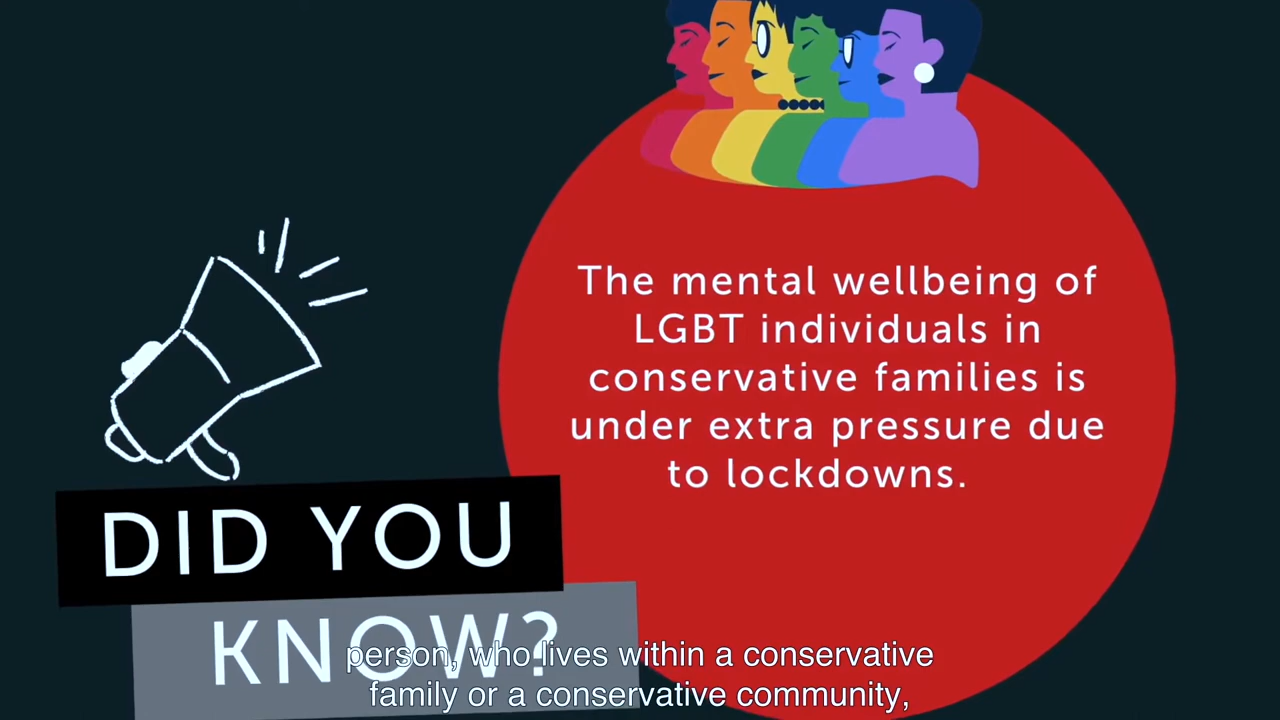 The mental wellbeing of
LGBT individuals in
conservative families is
under extra pressure due
to lockdowns.
DID YOU
KNOW?
person, who lives within a conservative
family or a conservative community,